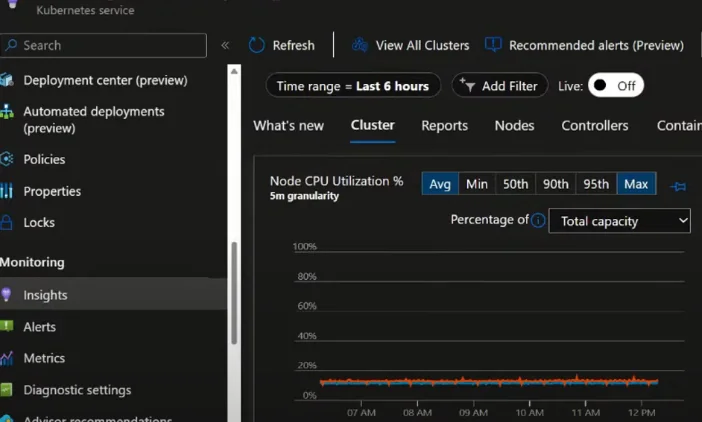 Kubernetes service
Search
«
Refresh
View All Clusters
Recommended alerts (Preview)
Deployment center (preview)
Automated deployments
(preview)
Policies
Properties
Locks
Monitoring
Insights
Alerts
Metrics
Diagnostic settings
Advisor recommendations
Time range = Last 6 hours
Add Filter
Live:
Off
What's new
Cluster
Reports
Nodes
Controllers
Contain
Node CPU Utilization %
5m granularity
Avg
Min
50th
90th
95th
Max
Percentage of
Total capacity
100%
80%
60%
40%
20%
0%
07 AM
08 AM
09 AM
10 AM
11 AM
12 PM